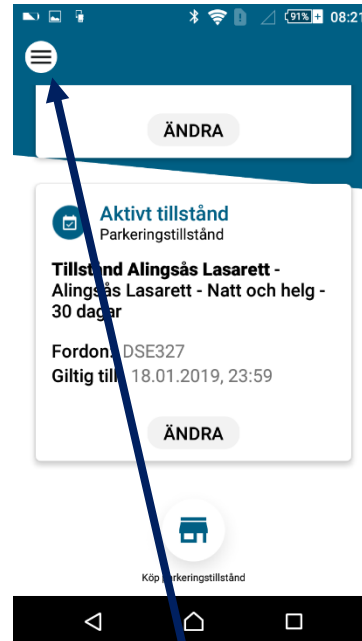 91% 08:21
ÄNDRA
Aktivt tillstånd
Parkeringstillstånd
Tillstånd Alingsås Lasarett -
Alingsås Lasarett - Natt och helg -
30 dagar
Fordon: DSE327
Giltig till: 18.01.2019, 23:59
ÄNDRA
Köp parkeringstillstånd